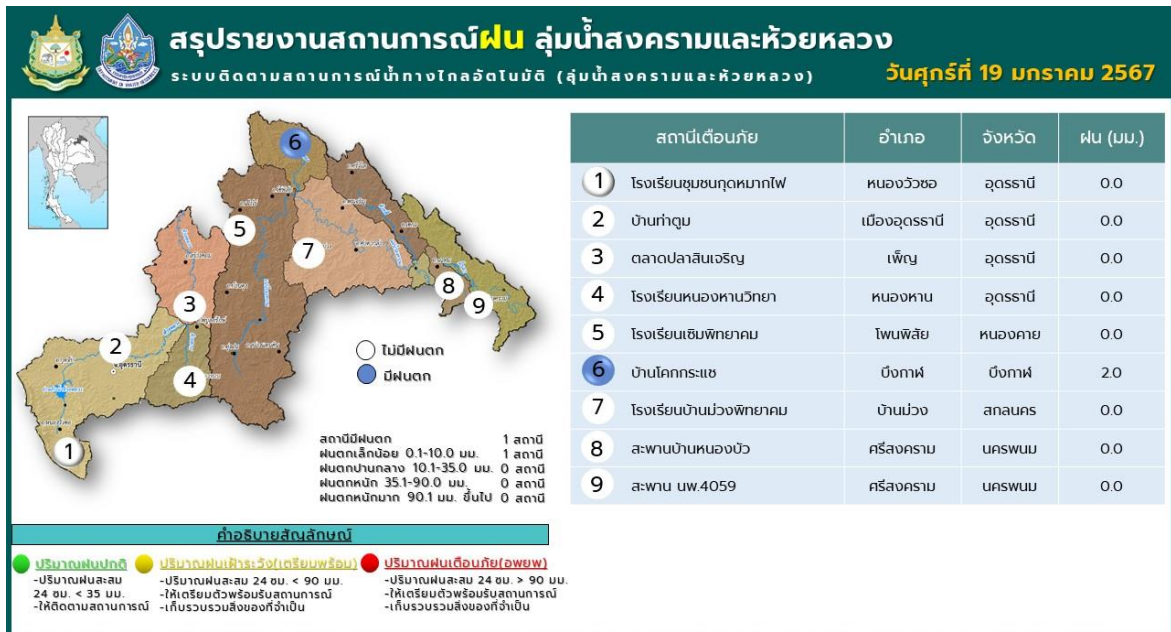 สรุปรายงานสถานการณ์ฝน ลุ่มน้ำสงครามและห้วยหลวง
ระบบติดตามสถานการณ์น้ำทางไกลอัตโนมัติ (ลุ่มน้ำสงครามและห้วยหลวง)
วันศุกร์ที่ 19 มกราคม 2567
6
5
7
8
9
3
2
4
1
อุดรธานี
ไม่มีฝนตก
มีฝนตก
สถานีมีฝนตก 1 สถานี
ฝนตกเล็กน้อย 0.1-10.0 มม. 1 สถานี
ฝนตกปานกลาง 10.1-35.0 มม. 0 สถานี
ฝนตกหนัก 35.1-90.0 มม. 0 สถานี
ฝนตกหนักมาก 90.1 มม. ขึ้นไป 0 สถานี
สถานีเตือนภัย อำเภอ จังหวัด ฝน (มม.)
1 โรงเรียนชุมชนกุดหมากไฟ หนองวัวซอ อุดรธานี 0.0
2 บ้านท่าตูม เมืองอุดรธานี อุดรธานี 0.0
3 ตลาดปลาสินเจริญ เพ็ญ อุดรธานี 0.0
4 โรงเรียนหนองหานวิทยา หนองหาน อุดรธานี 0.0
5 โรงเรียนเซิมพิทยาคม โพนพิสัย หนองคาย 0.0
6 บ้านโคกกระแซ บึงกาฬ บึงกาฬ 2.0
7 โรงเรียนบ้านม่วงพิทยาคม บ้านม่วง สกลนคร 0.0
8 สะพานบ้านหนองบัว ศรีสงคราม นครพนม 0.0
9 สะพาน นพ.4059 ศรีสงคราม นครพนม 0.0
คำอธิบายสัญลักษณ์
ปริมาณฝนปกติ
-ปริมาณฝนสะสม
24 ซม. < 35 มม.
-ให้ติดตามสถานการณ์
ปริมาณฝนเฝ้าระวัง(เตรียมพร้อม)
-ปริมาณฝนสะสม 24 ซม. < 90 มม.
-ให้เตรียมตัวพร้อมรับสถานการณ์
-เก็บรวบรวมสิ่งของที่จำเป็น
ปริมาณฝนเตือนภัย(อพยพ)
-ปริมาณฝนสะสม 24 ซม. > 90 มม.
-ให้เตรียมตัวพร้อมรับสถานการณ์
-เก็บรวบรวมสิ่งของที่จำเป็น